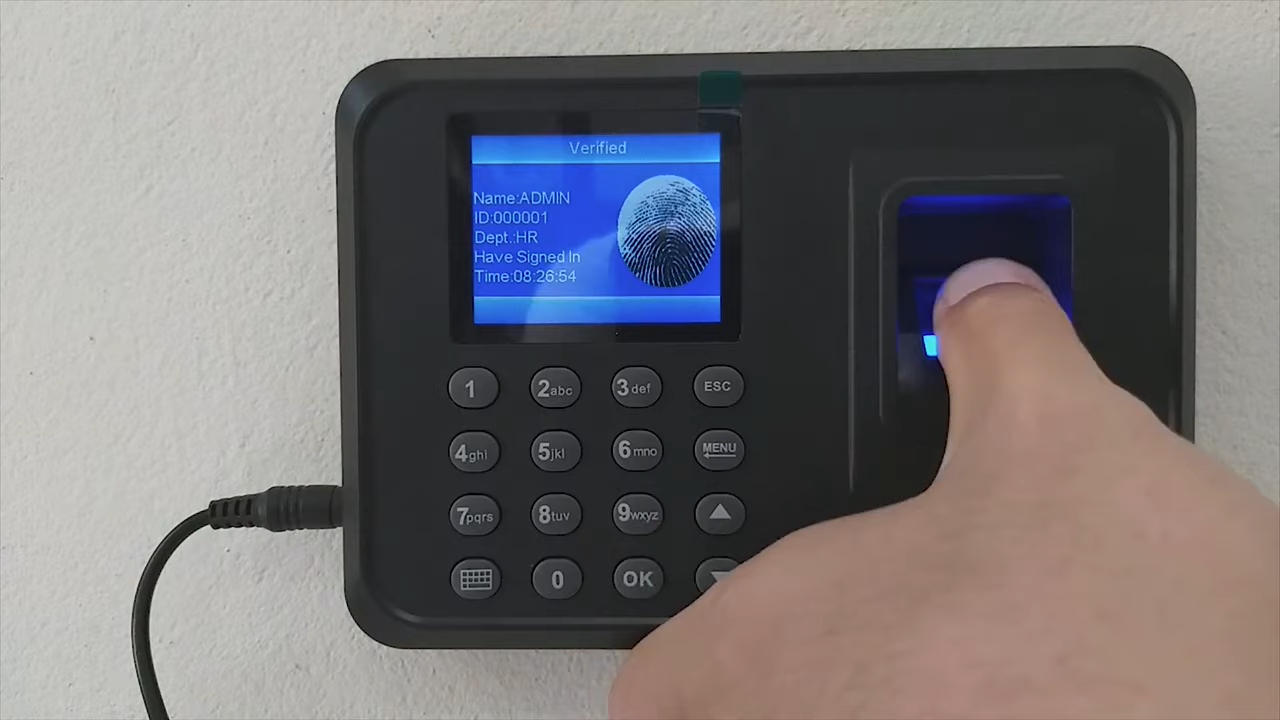 Verified
Name:ADMIN
ID:000001
Dept.:HR
Have Signed In
Time:08:26:54
1 2abc 3def ESC
4ghi 5jkl 6mno MENU
7pqrs 8tuv 9wxyz
0 OK